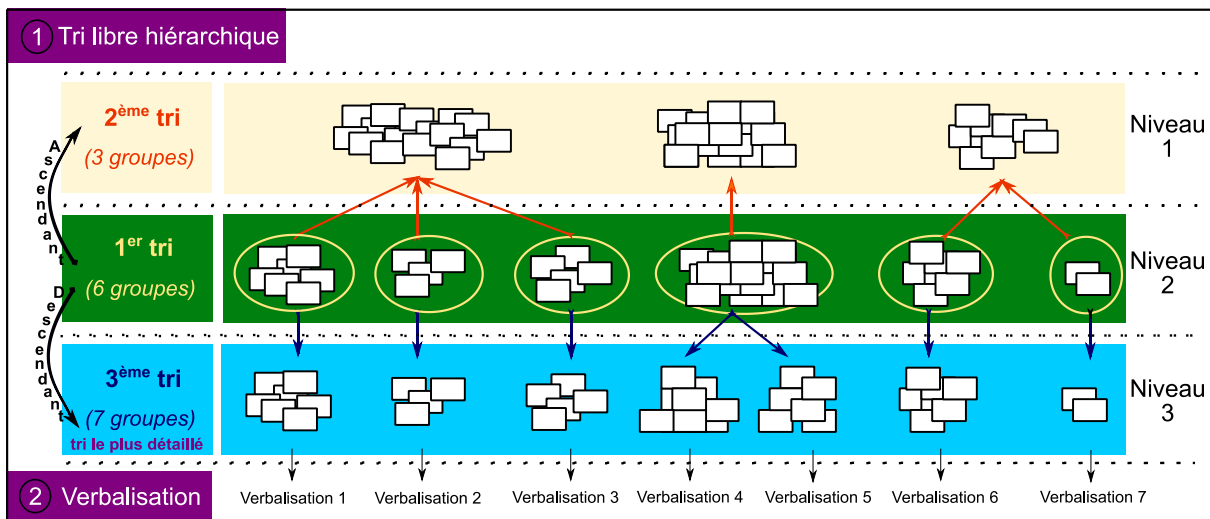 1 Tri libre hiérarchique
2ème tri
(3 groupes)
Niveau
1
Ascendant
1er tri
(6 groupes)
Niveau
2
Descendant
3ème tri
(7 groupes)
tri le plus détaillé
Niveau
3
2 Verbalisation
Verbalisation 1
Verbalisation 2
Verbalisation 3
Verbalisation 4
Verbalisation 5
Verbalisation 6
Verbalisation 7